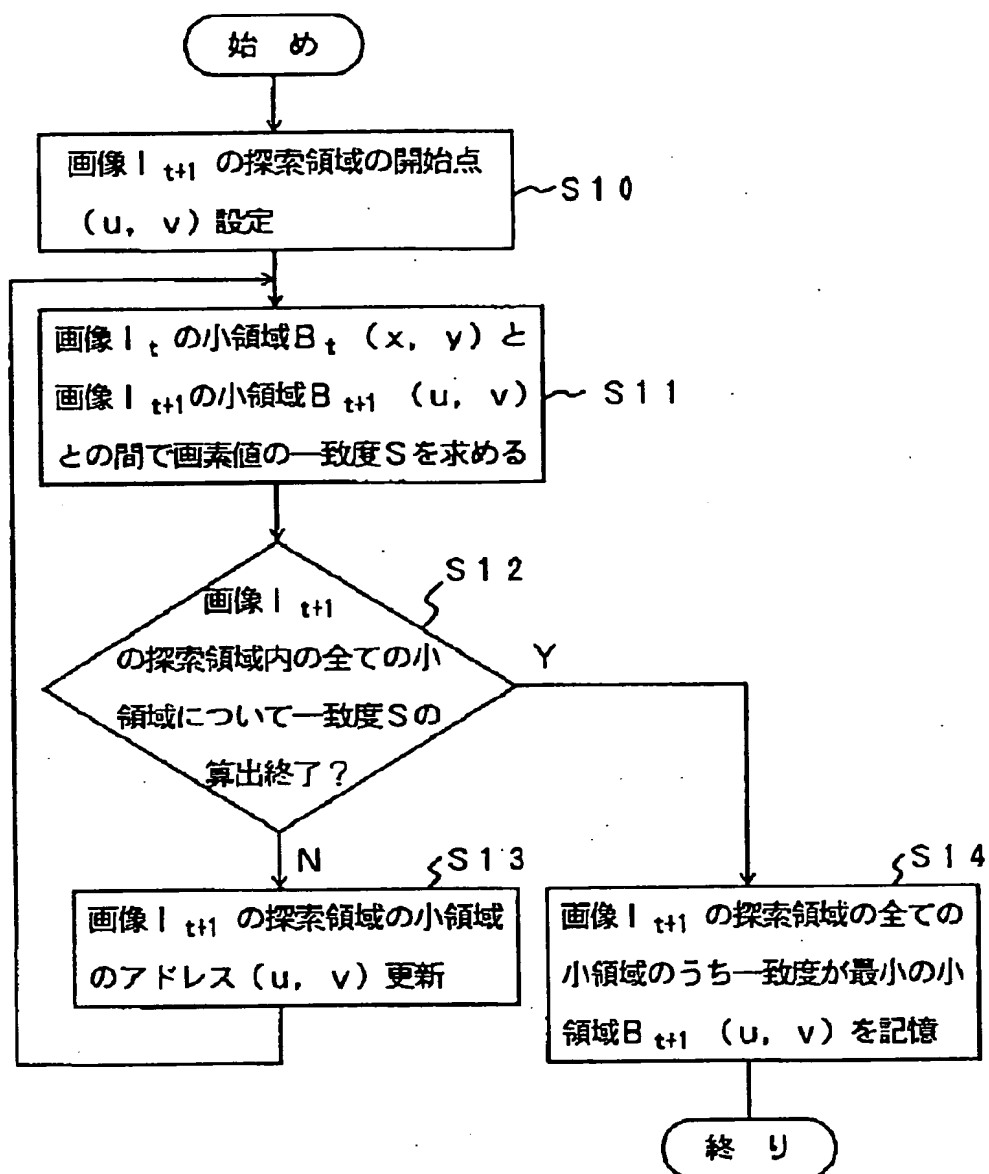 始 め
画像I t+1 の探索領域の開始点
(u, v) 設定
S10
画像I t の小領域B t (x, y) と
画像I t+1 の小領域B t+1 (u, v)
との間で画素値の一致度Sを求める
S11
S12
画像I t+1
の探索領域内の全ての小
領域について一致度Sの
算出終了?
Y
N
S13
画像I t+1 の探索領域の小領域
のアドレス (u, v) 更新
S14
画像I t+1 の探索領域の全ての
小領域のうち一致度が最小の小
領域B t+1 (u, v) を記憶
終 り